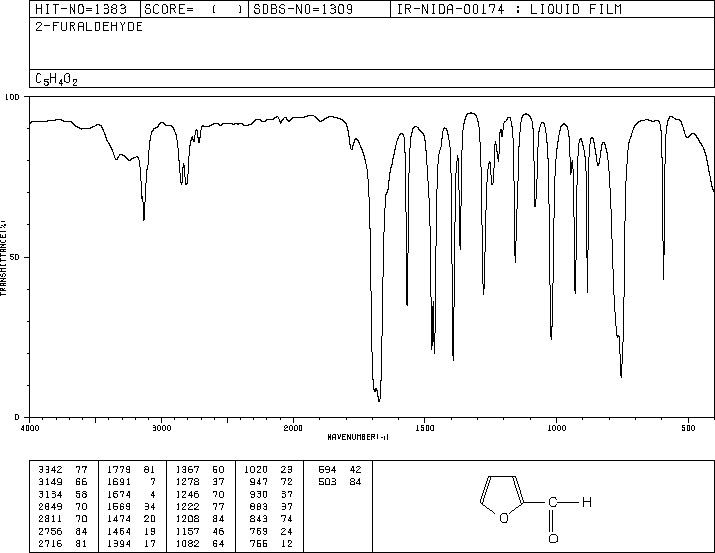 HIT-NO=1383 SCORE= ( ) SDBS-NO=1309 IR-NIDA-00174 : LIQUID FILM
2-FURALDEHYDE
C5H4O2
100
50
0
TRANSMITTANCE(%)
4000 3000 2000 1500 1000 500
WAVENUMBER(-1)
3342 77 1779 81 1367 50 1020 23 594 42
3149 66 1691 7 1278 37 947 72 503 84
3134 58 1674 4 1246 70 930 37
2849 70 1569 34 1222 77 883 37
2811 70 1474 20 1208 84 843 74
2756 84 1464 19 1157 46 769 24
2716 81 1394 17 1082 64 756 12
O
C
H
O